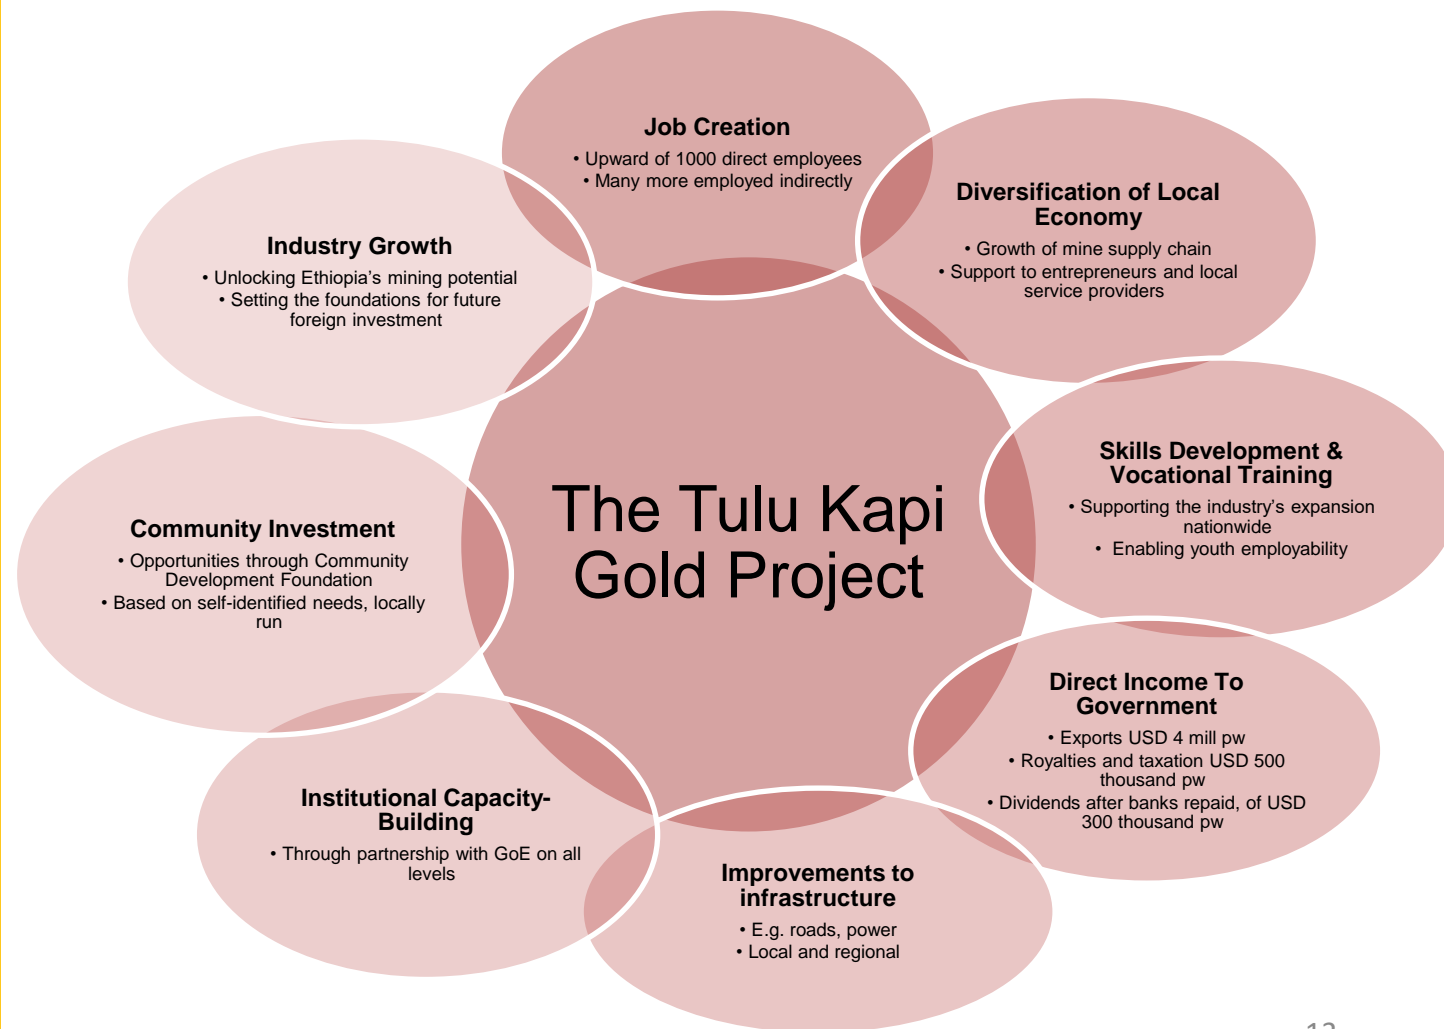 Job Creation
• Upward of 1000 direct employees
• Many more employed indirectly
Diversification of Local
Economy
• Growth of mine supply chain
• Support to entrepreneurs and local
service providers
Skills Development &
Vocational Training
• Supporting the industry's expansion
nationwide
• Enabling youth employability
Direct Income To
Government
• Exports USD 4 mill pw
• Royalties and taxation USD 500
thousand pw
• Dividends after banks repaid, of USD
300 thousand pw
Improvements to
infrastructure
• E.g. roads, power
• Local and regional
Institutional Capacity-
Building
• Through partnership with GoE on all
levels
Community Investment
• Opportunities through Community
Development Foundation
• Based on self-identified needs, locally
run
Industry Growth
• Unlocking Ethiopia's mining potential
• Setting the foundations for future
foreign investment
The Tulu Kapi
Gold Project